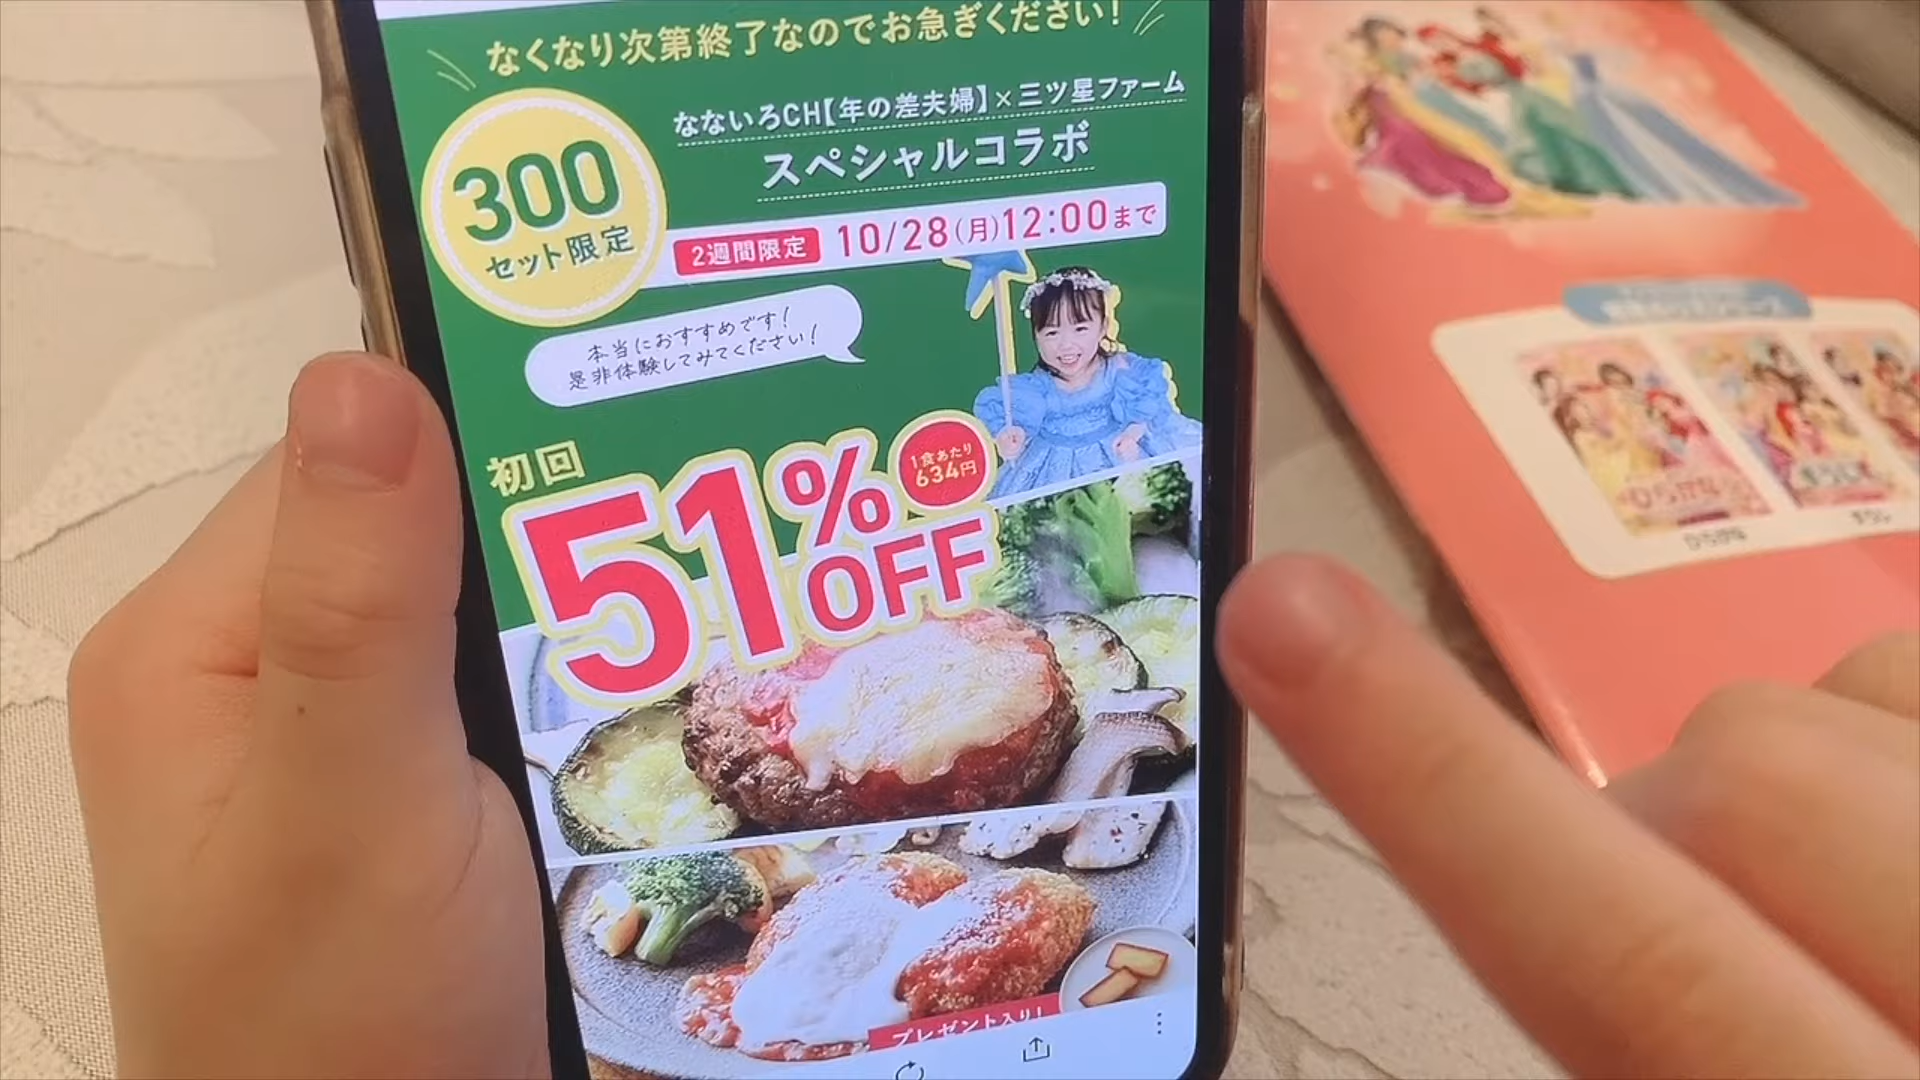 なくなり次第終了なのでお急ぎください!
なないろCH【年の差夫婦】×三ツ星ファーム
スペシャルコラボ
300
セット限定
2週間限定 10/28(月)12:00まで
本当におすすめです!
是非体験してみてください!
初回
51%OFF
1食あたり
634円
プレゼント入り!